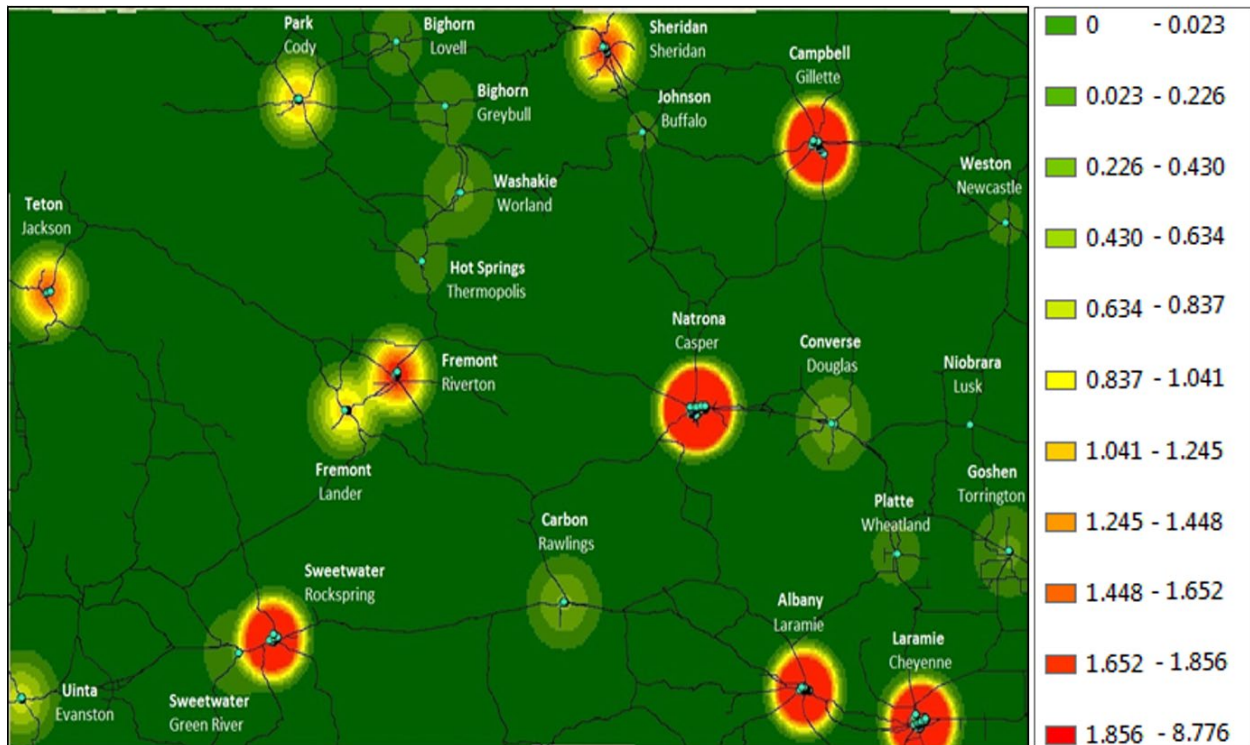 Park
Cody
Bighorn
Lovell
Sheridan
Sheridan
Campbell
Gillette
Bighorn
Greybull
Johnson
Buffalo
Weston
Newcastle
Washakie
Worland
Teton
Jackson
Hot Springs
Thermopolis
Natrona
Casper
Converse
Douglas
Niobrara
Lusk
Fremont
Riverton
Fremont
Lander
Goshen
Torrington
Platte
Wheatland
Carbon
Rawlings
Sweetwater
Rockspring
Albany
Laramie
Laramie
Cheyenne
Uinta
Evanston
Sweetwater
Green River
0 - 0.023
0.023 - 0.226
0.226 - 0.430
0.430 - 0.634
0.634 - 0.837
0.837 - 1.041
1.041 - 1.245
1.245 - 1.448
1.448 - 1.652
1.652 - 1.856
1.856 - 8.776